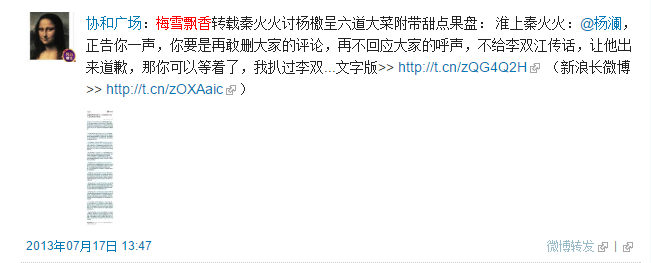 协和广场：梅雪飘香转载秦火火讨杨檄呈六道大菜附带甜点果盘： 淮上秦火火：@杨澜，
正告你一声，你要是再敢删大家的评论，再不回应大家的呼声，不给李双江传话，让他出
来道歉，那你可以等着了，我扒过李双...文字版>> http://t.cn/zQG4Q2H （新浪长微博
>> http://t.cn/zOXAaic ）
2013年07月17日 13:47
微博转发 |